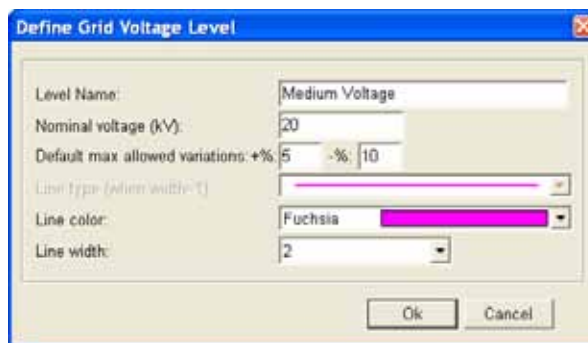 Define Grid Voltage Level
Level Name: Medium Voltage
Nominal voltage (kV): 20
Default max allowed variations: +%: 5 -%: 10
Line type (when width=1)
Line color: Fuchsia
Line width: 2
Ok Cancel